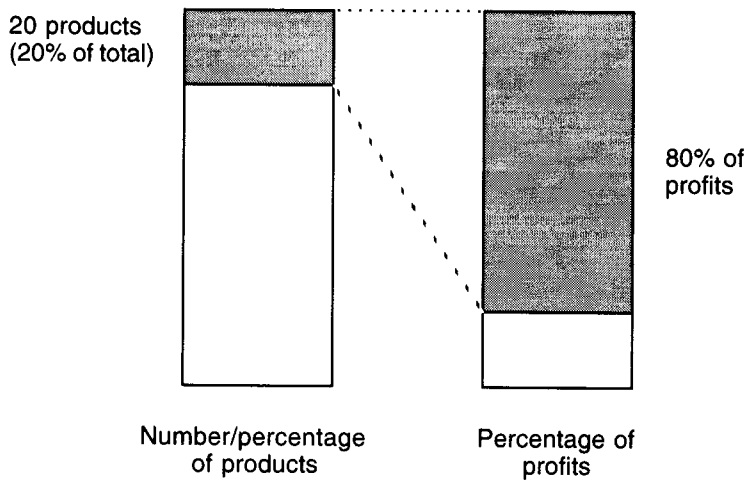 20 products
(20% of total)
80% of
profits
Number/percentage
of products
Percentage of
profits